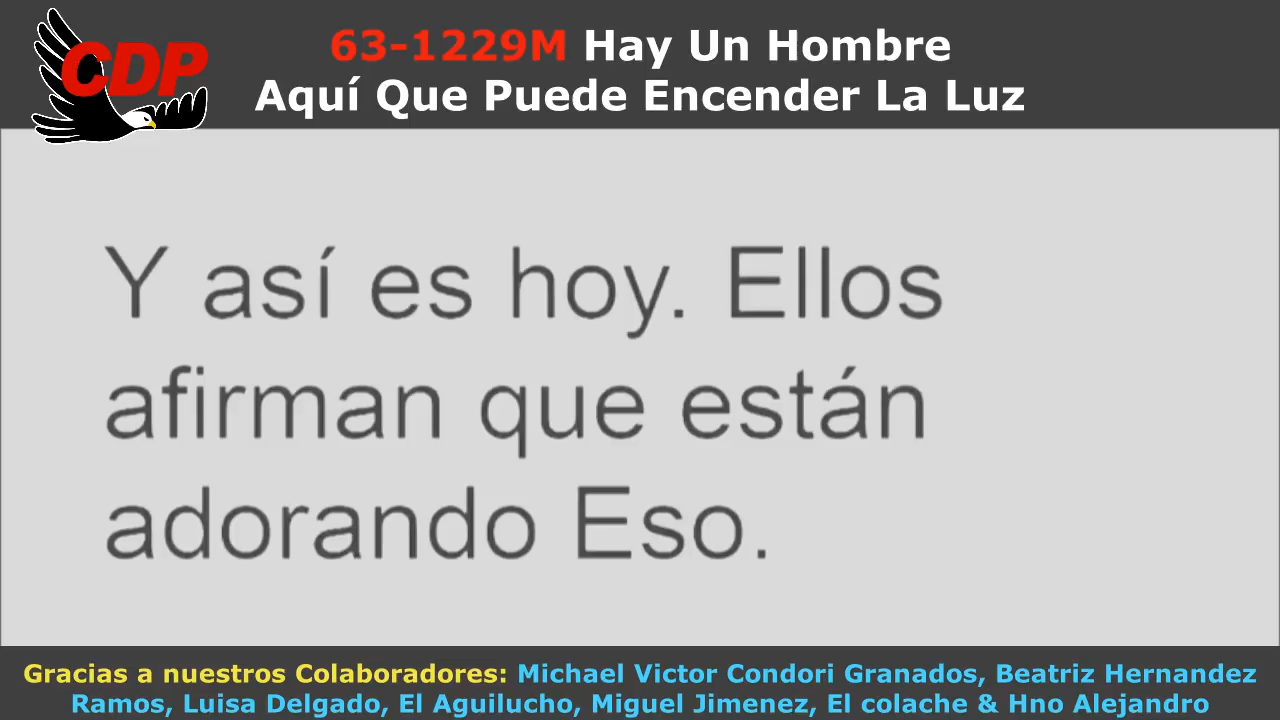 CDP
63-1229M Hay Un Hombre
Aquí Que Puede Encender La Luz
Y así es hoy. Ellos
afirman que están
adorando Eso.
Gracias a nuestros Colaboradores: Michael Victor Condori Granados, Beatriz Hernandez
Ramos, Luisa Delgado, El Aguilucho, Miguel Jimenez, El colache & Hno Alejandro